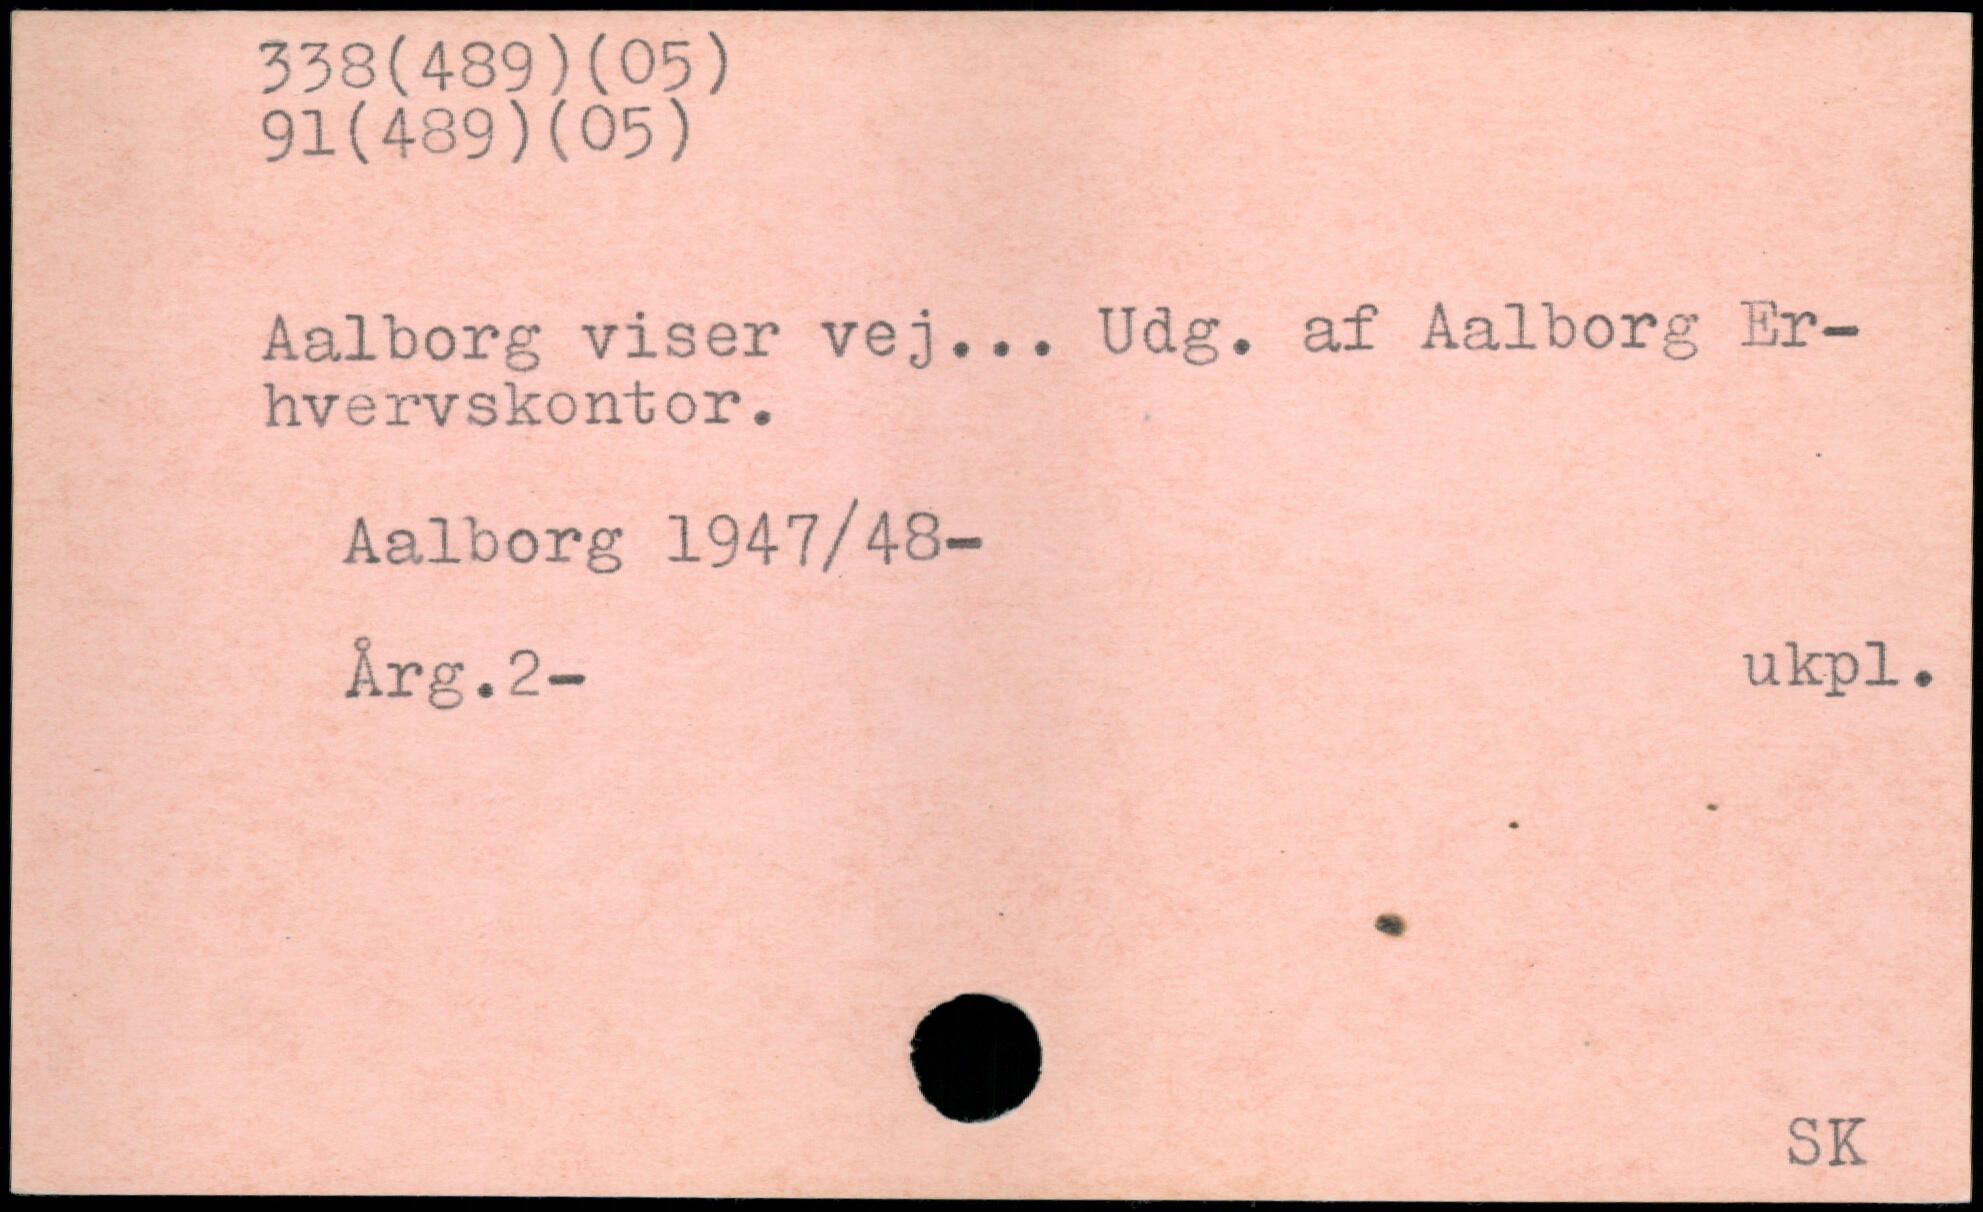 338(489)(05)
91(489)(05)
Aalborg viser vej... Udg. af Aalborg Er-
hvervskontor.
Aalborg 1947/48-
Årg.2- ukpl.
SK